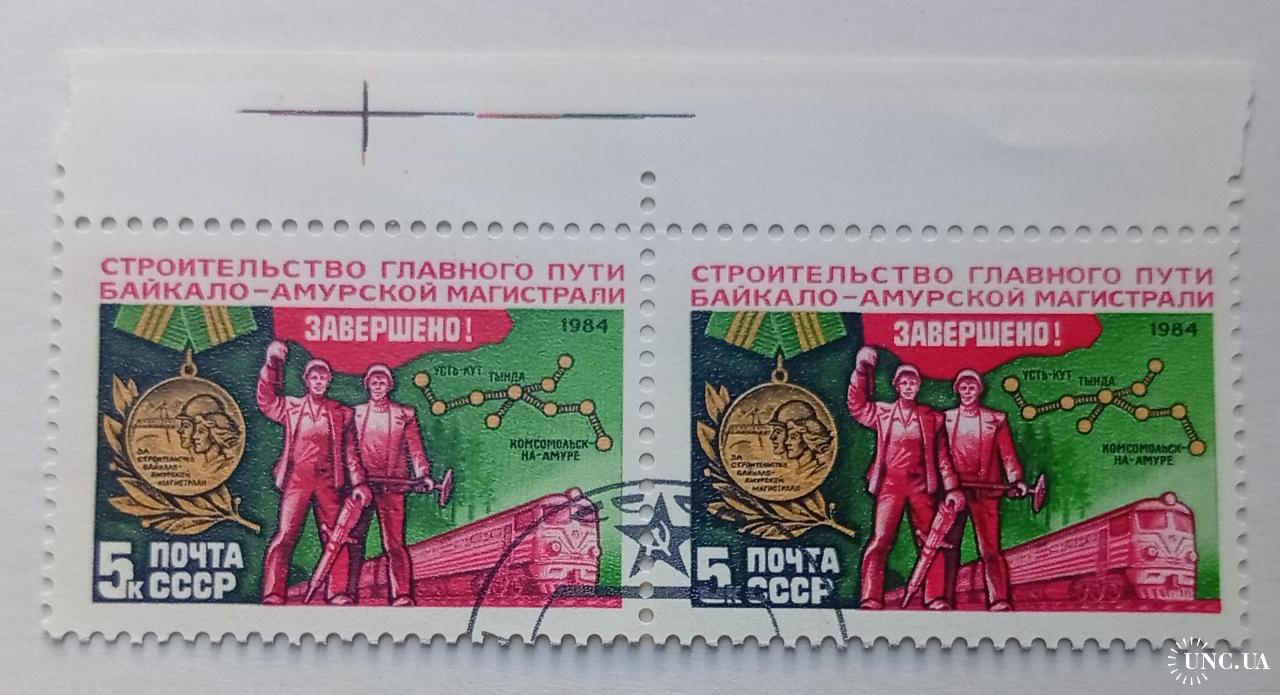 СТРОИТЕЛЬСТВО ГЛАВНОГО ПУТИ
БАЙКАЛО-АМУРСКОЙ МАГИСТРАЛИ
ЗАВЕРШЕНО!
1984
УСТЬ-КУТ
ТЫНДА
КОМСОМОЛЬСК-
НА-АМУРЕ
ЗА
СТРОИТЕЛЬСТВО
БАЙКАЛО-
АМУРСКОЙ
МАГИСТРАЛИ
5к ПОЧТА
СССР
СТРОИТЕЛЬСТВО ГЛАВНОГО ПУТИ
БАЙКАЛО-АМУРСКОЙ МАГИСТРАЛИ
ЗАВЕРШЕНО!
1984
УСТЬ-КУТ
ТЫНДА
КОМСОМОЛЬСК-
НА-АМУРЕ
ЗА
СТРОИТЕЛЬСТВО
БАЙКАЛО-
АМУРСКОЙ
МАГИСТРАЛИ
5к ПОЧТА
СССР
UNC.UA